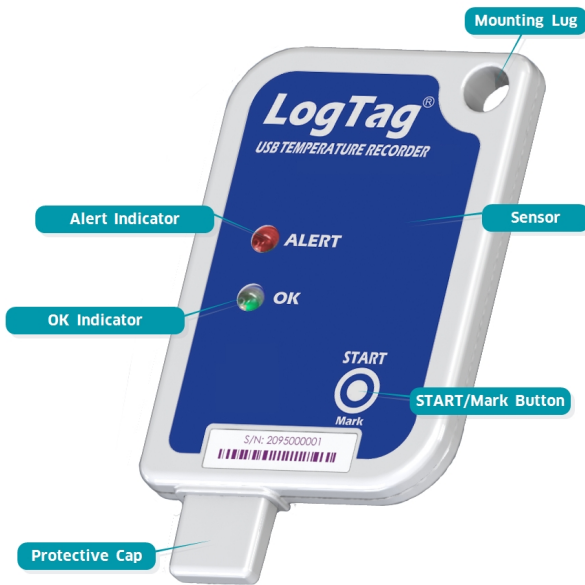 Mounting Lug
LogTag®
USB TEMPERATURE RECORDER
Alert Indicator
Sensor
ALERT
OK Indicator
OK
START
START/Mark Button
Mark
S/N: 2095000001
Protective Cap